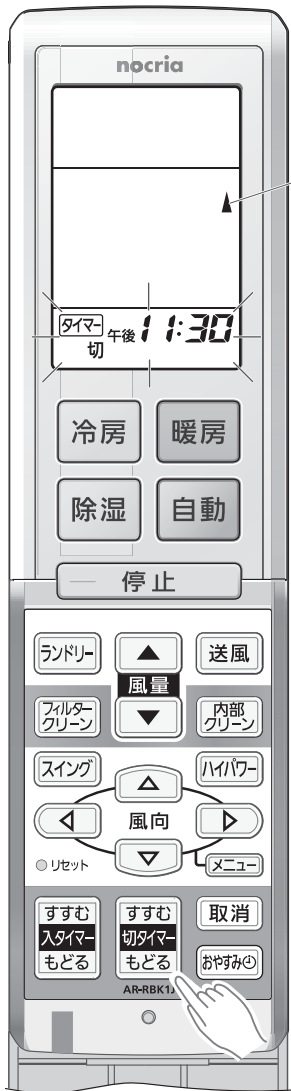 nocria
タイマー 午後 11:30
切
冷房 暖房
除湿 自動
停止
ランドリー ▲ 送風
風量
フィルター
クリーン ▼ 内部
クリーン
スイング △ ハイパワー
◁ 風向 ▷
リセット ▽ メニュー
すすむ すすむ 取消
入タイマー 切タイマー
もどる もどる おやすみ
AR-RBK1J